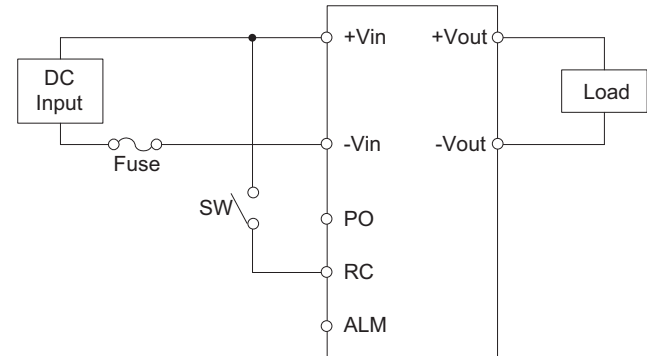 +Vin
+Vout
DC
Input
Load
-Vin
-Vout
Fuse
SW
PO
RC
ALM